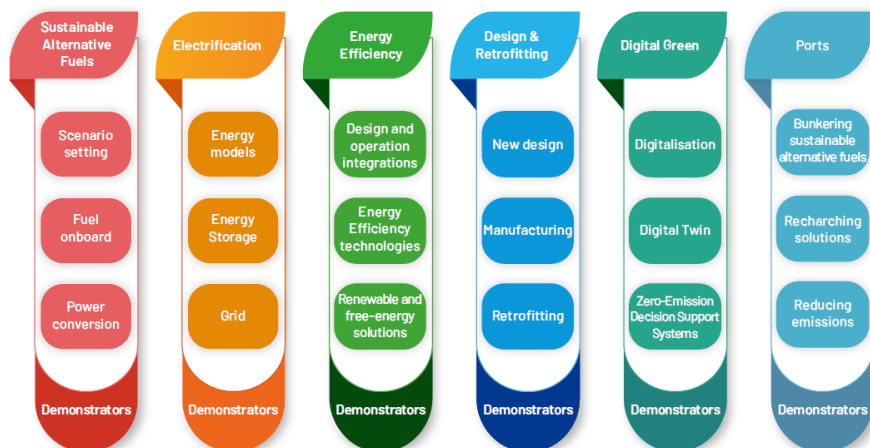 Sustainable
Alternative
Fuels
Scenario
setting
Fuel
onboard
Power
conversion
Demonstrators
Electrification
Energy
models
Energy
Storage
Grid
Demonstrators
Energy
Efficiency
Design and
operation
integrations
Energy
Efficiency
technologies
Renewable and
free-energy
solutions
Demonstrators
Design &
Retrofitting
New design
Manufacturing
Retrofitting
Demonstrators
Digital Green
Digitalisation
Digital Twin
Zero-Emission
Decision Support
Systems
Demonstrators
Ports
Bunkering
sustainable
alternative fuels
Recharching
solutions
Reducing
emissions
Demonstrators